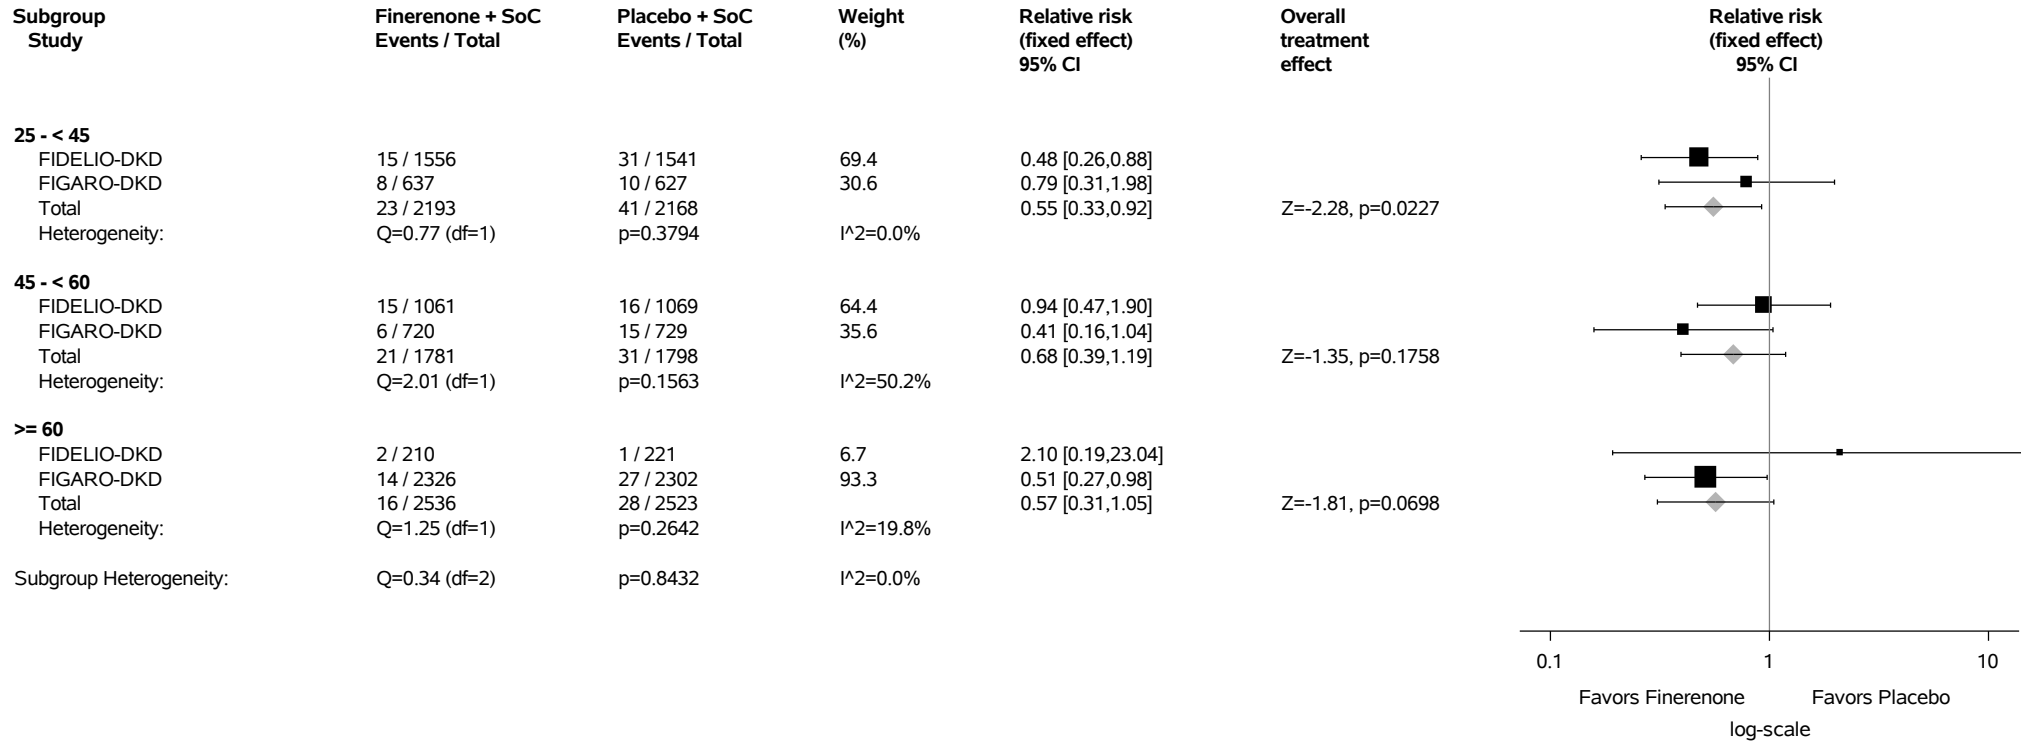 Subgroup Finerenone + SoC Placebo + SoC Weight Relative risk Overall Relative risk
Study Events / Total Events / Total (%) (fixed effect) treatment (fixed effect)
95% CI effect 95% CI
25 - < 45
FIDELIO-DKD 15 / 1556 31 / 1541 69.4 0.48 [0.26,0.88]
FIGARO-DKD 8 / 637 10 / 627 30.6 0.79 [0.31,1.98]
Total 23 / 2193 41 / 2168 0.55 [0.33,0.92] Z=-2.28, p=0.0227
Heterogeneity: Q=0.77 (df=1) p=0.3794 I^2=0.0%
45 - < 60
FIDELIO-DKD 15 / 1061 16 / 1069 64.4 0.94 [0.47,1.90]
FIGARO-DKD 6 / 720 15 / 729 35.6 0.41 [0.16,1.04]
Total 21 / 1781 31 / 1798 0.68 [0.39,1.19] Z=-1.35, p=0.1758
Heterogeneity: Q=2.01 (df=1) p=0.1563 I^2=50.2%
>= 60
FIDELIO-DKD 2 / 210 1 / 221 6.7 2.10 [0.19,23.04]
FIGARO-DKD 14 / 2326 27 / 2302 93.3 0.51 [0.27,0.98]
Total 16 / 2536 28 / 2523 0.57 [0.31,1.05] Z=-1.81, p=0.0698
Heterogeneity: Q=1.25 (df=1) p=0.2642 I^2=19.8%
Subgroup Heterogeneity: Q=0.34 (df=2) p=0.8432 I^2=0.0%
0.1 1 10
Favors Finerenone Favors Placebo
log-scale